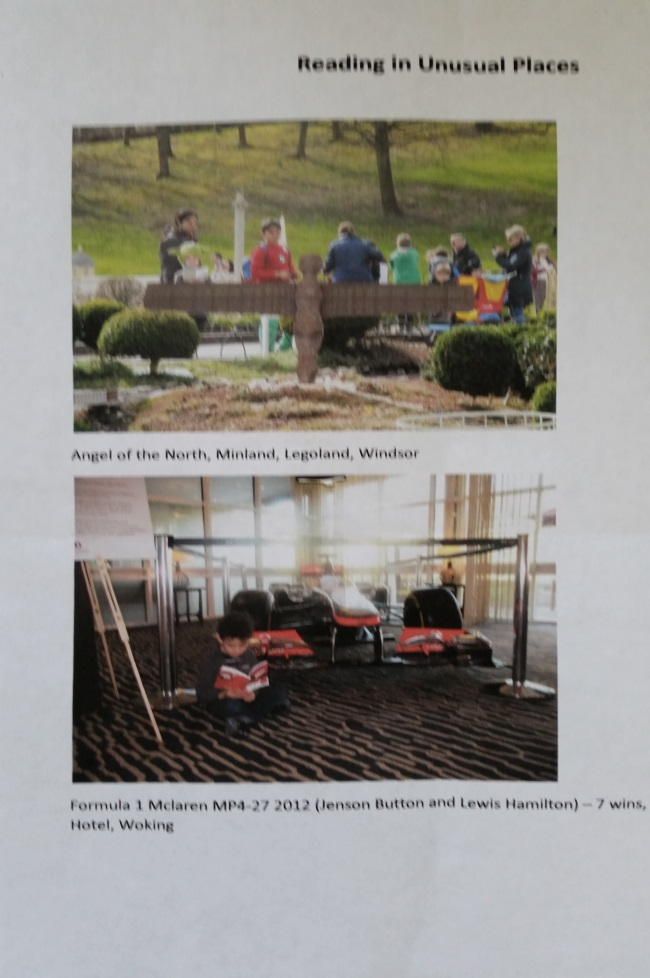 Reading in Unusual Places
Angel of the North, Minland, Legoland, Windsor
Formula 1 Mclaren MP4-27 2012 (Jenson Button and Lewis Hamilton) – 7 wins,
Hotel, Woking